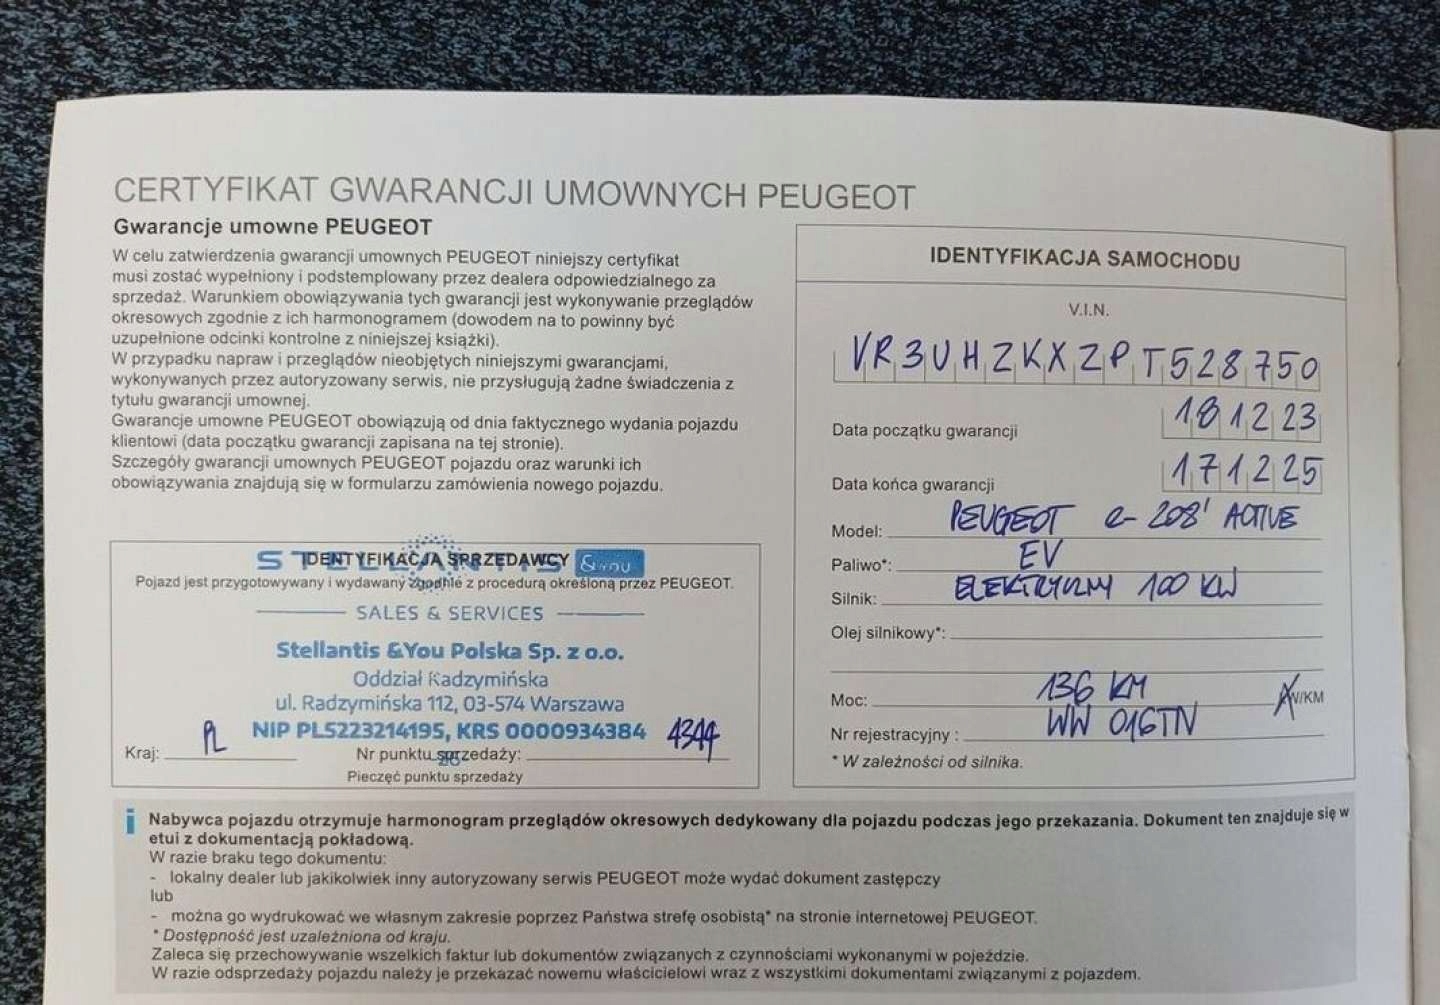 CERTYFIKAT GWARANCJI UMOWNYCH PEUGEOT
Gwarancje umowne PEUGEOT
W celu zatwierdzenia gwarancji umownych PEUGEOT niniejszy certyfikat
musi zostać wypełniony i podstemplowany przez dealera odpowiedzialnego za
sprzedaż. Warunkiem obowiązywania tych gwarancji jest wykonywanie przeglądów
okresowych zgodnie z ich harmonogramem (dowodem na to powinny być
uzupełnione odcinki kontrolne z niniejszej książki).
W przypadku napraw i przeglądów nieobjętych niniejszymi gwarancjami,
wykonywanych przez autoryzowany serwis, nie przysługują żadne świadczenia z
tytułu gwarancji umownej.
Gwarancje umowne PEUGEOT obowiązują od dnia faktycznego wydania pojazdu
klientowi (data początku gwarancji zapisana na tej stronie).
Szczegóły gwarancji umownych PEUGEOT pojazdu oraz warunki ich
obowiązywania znajdują się w formularzu zamówienia nowego pojazdu.
IDENTYFIKACJA SPRZEDAWCY
STELLANTIS &YOU
Pojazd jest przygotowywany i wydawany zgodnie z procedurą określoną przez PEUGEOT.
SALES & SERVICES
Stellantis &You Polska Sp. z o.o.
Oddział Radzymińska
ul. Radzymińska 112, 03-574 Warszawa
NIP PL5223214195, KRS 0000934384
Kraj: PL Nr punktu sprzedaży: 4344
Pieczęć punktu sprzedaży
IDENTYFIKACJA SAMOCHODU
V.I.N.
VR3UHZKXZPT528750
Data początku gwarancji 181223
Data końca gwarancji 171225
Model: PEUGEOT e-208' ACTIVE
Paliwo*: EV
Silnik: ELEKTRYCZNY 100 KW
Olej silnikowy*:
Moc: 136 KM kW/KM
Nr rejestracyjny : WW 016TN
* W zależności od silnika.
i Nabywca pojazdu otrzymuje harmonogram przeglądów okresowych dedykowany dla pojazdu podczas jego przekazania. Dokument ten znajduje się w
etui z dokumentacją pokładową.
W razie braku tego dokumentu:
- lokalny dealer lub jakikolwiek inny autoryzowany serwis PEUGEOT może wydać dokument zastępczy
lub
- można go wydrukować we własnym zakresie poprzez Państwa strefę osobistą* na stronie internetowej PEUGEOT.
* Dostępność jest uzależniona od kraju.
Zaleca się przechowywanie wszelkich faktur lub dokumentów związanych z czynnościami wykonanymi w pojeździe.
W razie odsprzedaży pojazdu należy je przekazać nowemu właścicielowi wraz z wszystkimi dokumentami związanymi z pojazdem.